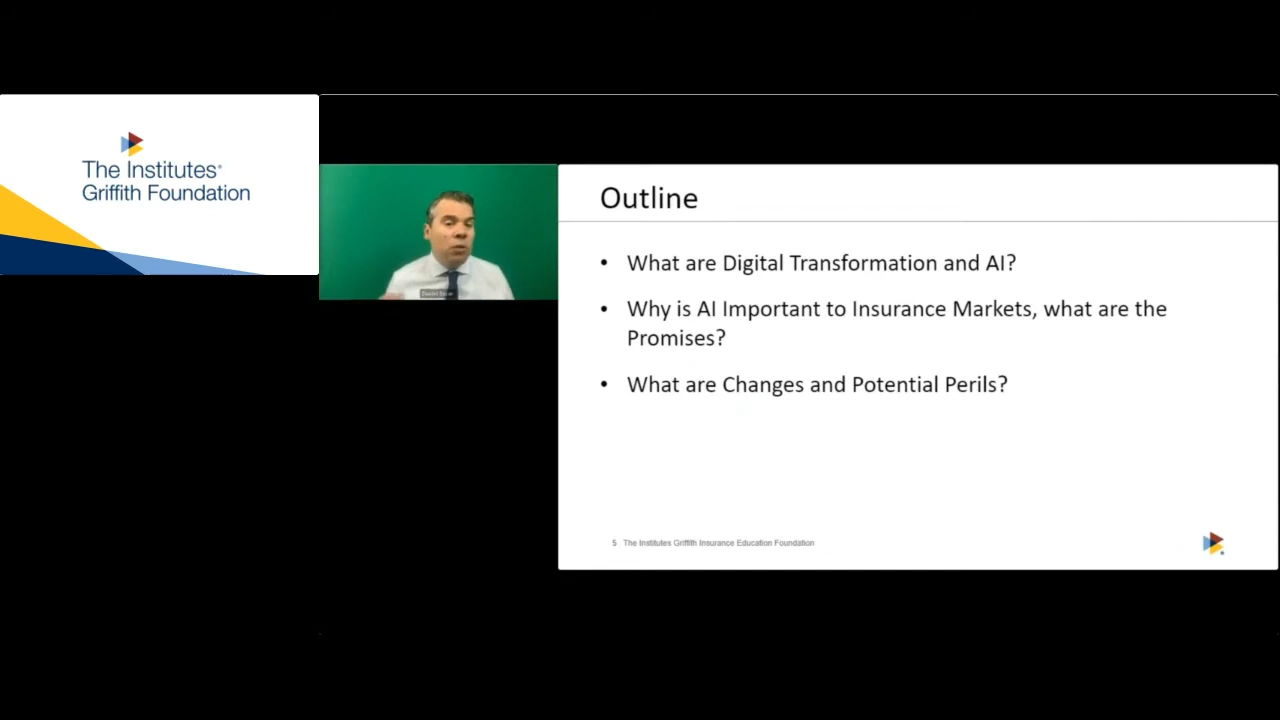 The Institutes®
Griffith Foundation
Outline
• What are Digital Transformation and AI?
• Why is AI Important to Insurance Markets, what are the
Promises?
• What are Changes and Potential Perils?
5 The Institutes Griffith Insurance Education Foundation